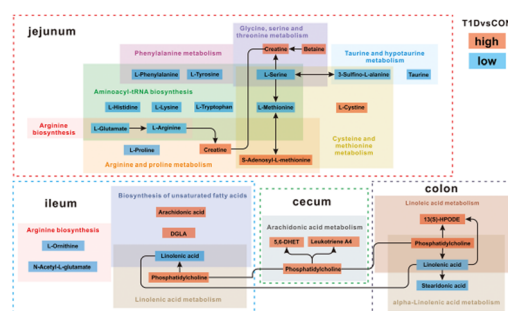 jejunum
T1DvsCON
high
low
Glycine, serine and
threonine metabolism
Creatine
Betaine
Phenylalanine metabolism
L-Phenylalanine
L-Tyrosine
L-Serine
Taurine and hypotaurine
metabolism
3-Sulfino-L-alanine
Taurine
Aminoacyl-tRNA biosynthesis
L-Histidine
L-Lysine
L-Tryptophan
L-Methionine
L-Cystine
Arginine
biosynthesis
L-Glutamate
L-Arginine
L-Proline
Creatine
Arginine and proline metabolism
S-Adenosyl-L-methionine
Cysteine and
methionine
metabolism
ileum
Arginine biosynthesis
L-Ornithine
N-Acetyl-L-glutamate
Biosynthesis of unsaturated fatty acids
Arachidonic acid
DGLA
Linolenic acid
Phosphatidylcholine
Linolenic acid metabolism
cecum
Arachidonic acid metabolism
5,6-DHET
Leukotriene A4
Phosphatidylcholine
colon
Linoleic acid metabolism
13(S)-HPODE
Phosphatidylcholine
Linolenic acid
Stearidonic acid
alpha-Linolenic acid metabolism